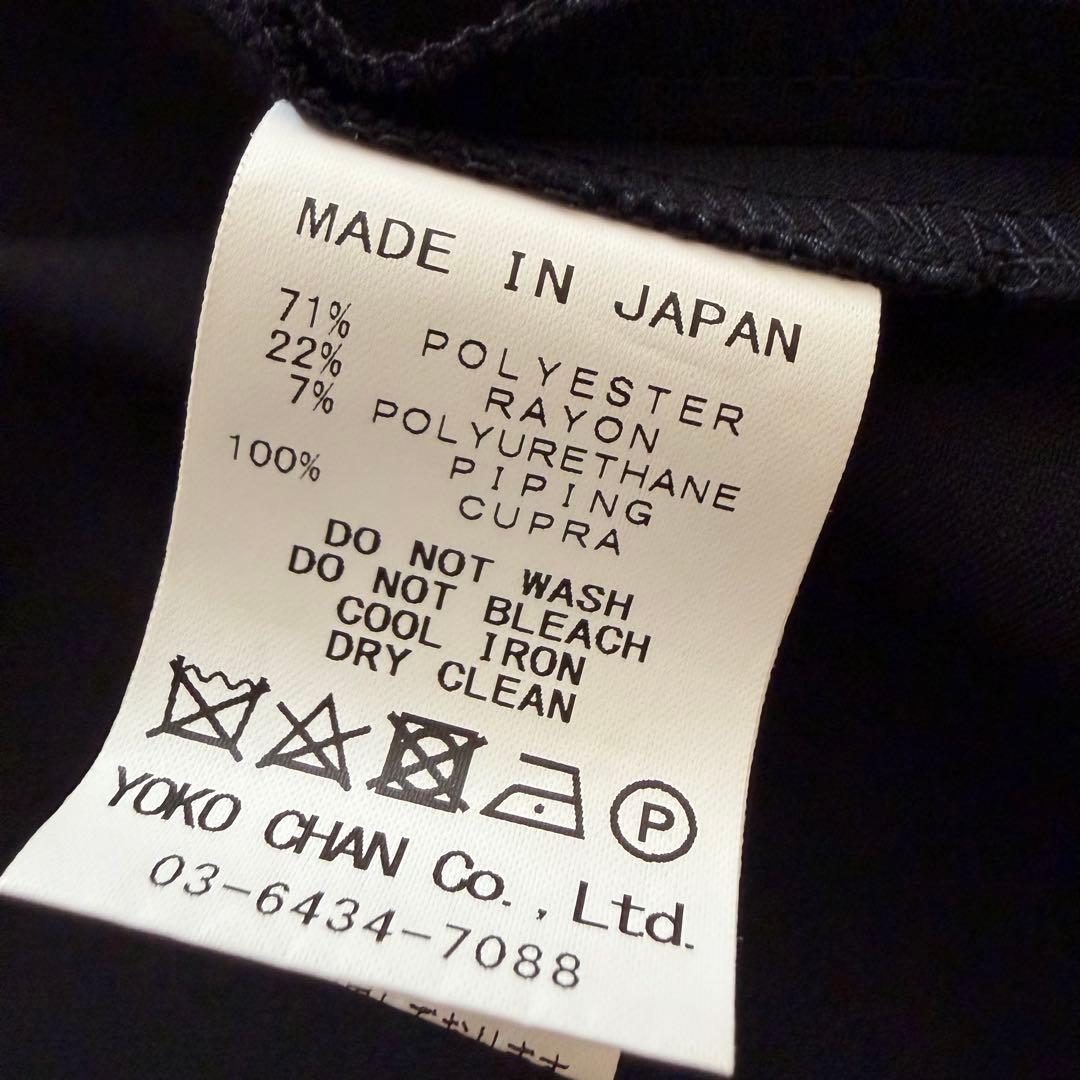 MADE IN JAPAN
71% POLYESTER
22% RAYON
7% POLYURETHANE
PIPING
100% CUPRA
DO NOT WASH
DO NOT BLEACH
COOL IRON
DRY CLEAN
P
YOKO CHAN Co., Ltd.
03-6434-7088